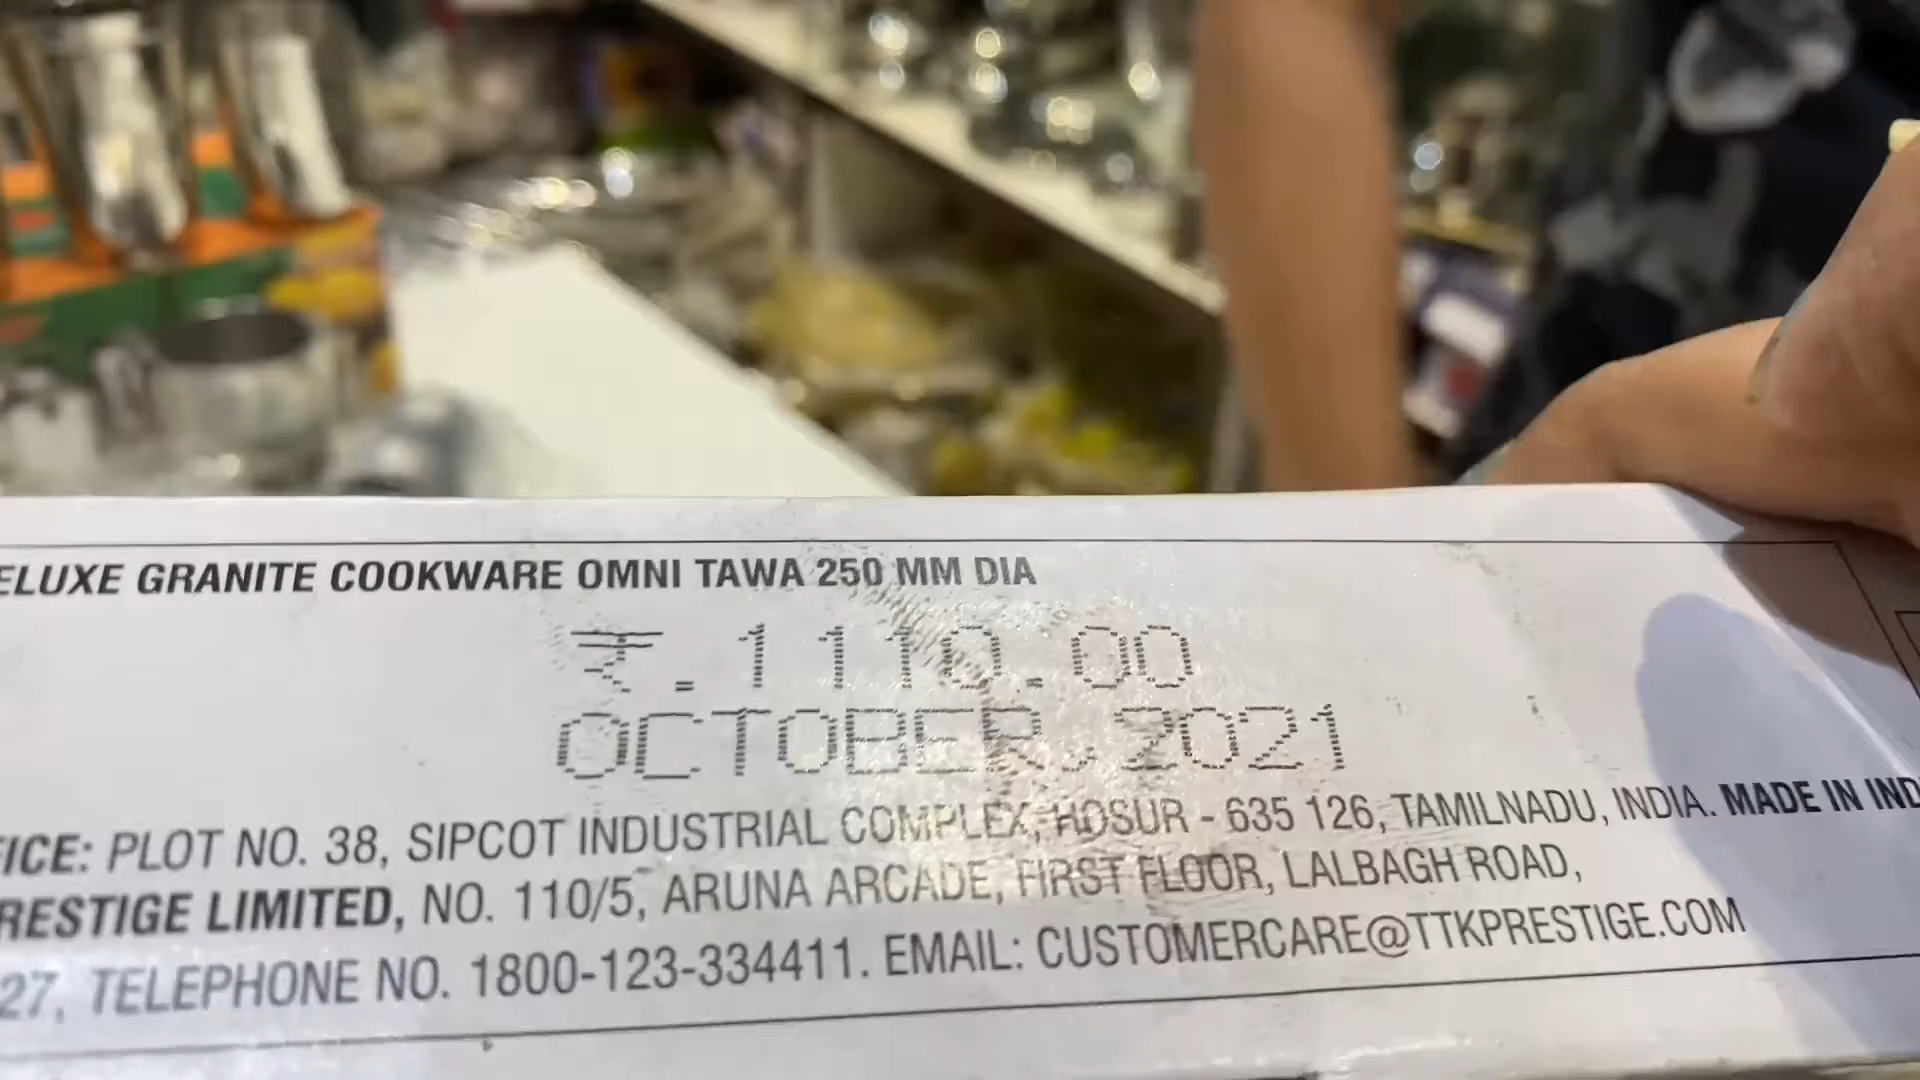 ELUXE GRANITE COOKWARE OMNI TAWA 250 MM DIA
₹.1110.00
OCTOBER,2021
FICE: PLOT NO. 38, SIPCOT INDUSTRIAL COMPLEX, HOSUR - 635 126, TAMILNADU, INDIA. MADE IN IND
RESTIGE LIMITED, NO. 110/5, ARUNA ARCADE, FIRST FLOOR, LALBAGH ROAD,
27, TELEPHONE NO. 1800-123-334411. EMAIL: CUSTOMERCARE@TTKPRESTIGE.COM